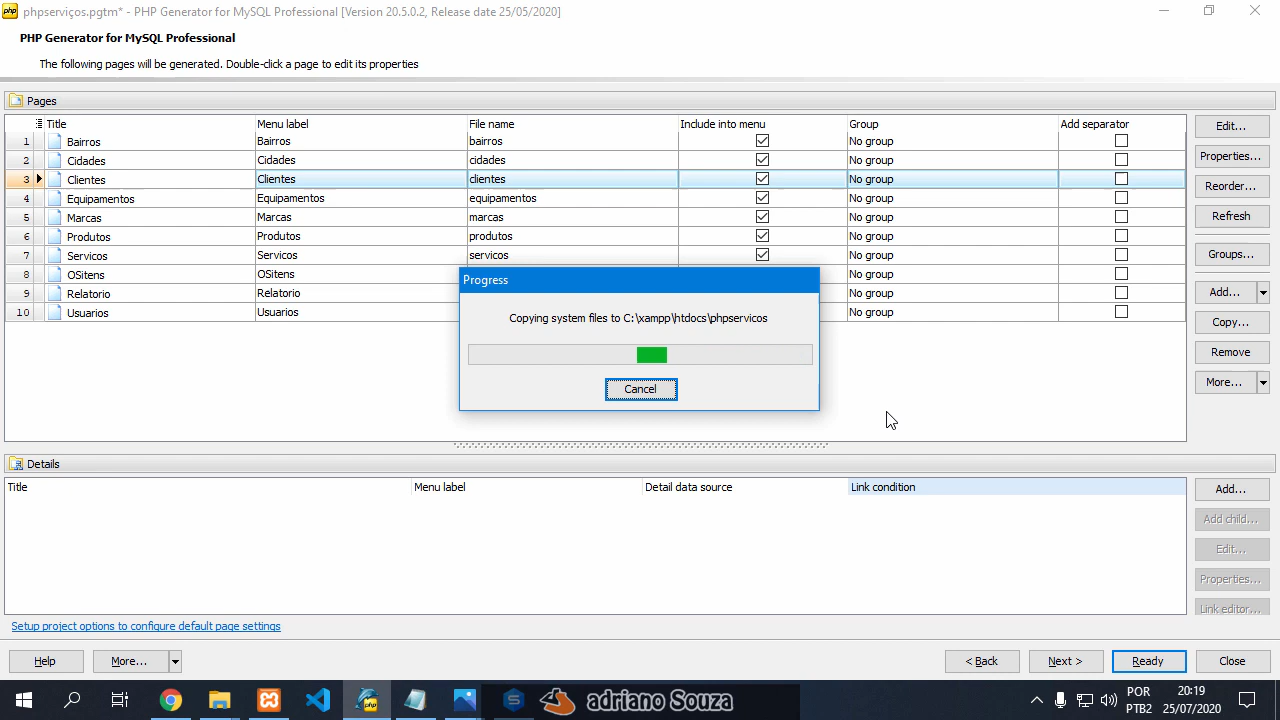 phpserviços.pgtm* - PHP Generator for MySQL Professional [Version 20.5.0.2, Release date 25/05/2020]
PHP Generator for MySQL Professional
The following pages will be generated. Double-click a page to edit its properties
Pages
Title Menu label File name Include into menu Group Add separator
1 Bairros Bairros bairros No group
2 Cidades Cidades cidades No group
3 Clientes Clientes clientes No group
4 Equipamentos Equipamentos equipamentos No group
5 Marcas Marcas marcas No group
6 Produtos Produtos produtos No group
7 Servicos Servicos servicos No group
8 OSitens OSitens No group
9 Relatorio Relatorio No group
10 Usuarios Usuarios No group
Edit...
Properties...
Reorder...
Refresh
Groups...
Add...
Copy...
Remove
More...
Progress
Copying system files to C:\xampp\htdocs\phpservicos
Cancel
Details
Title Menu label Detail data source Link condition
Add...
Add child...
Edit...
Properties...
Link editor...
Setup project options to configure default page settings
Help More... < Back Next > Ready Close
php
adriano Souza
POR
PTB2
20:19
25/07/2020